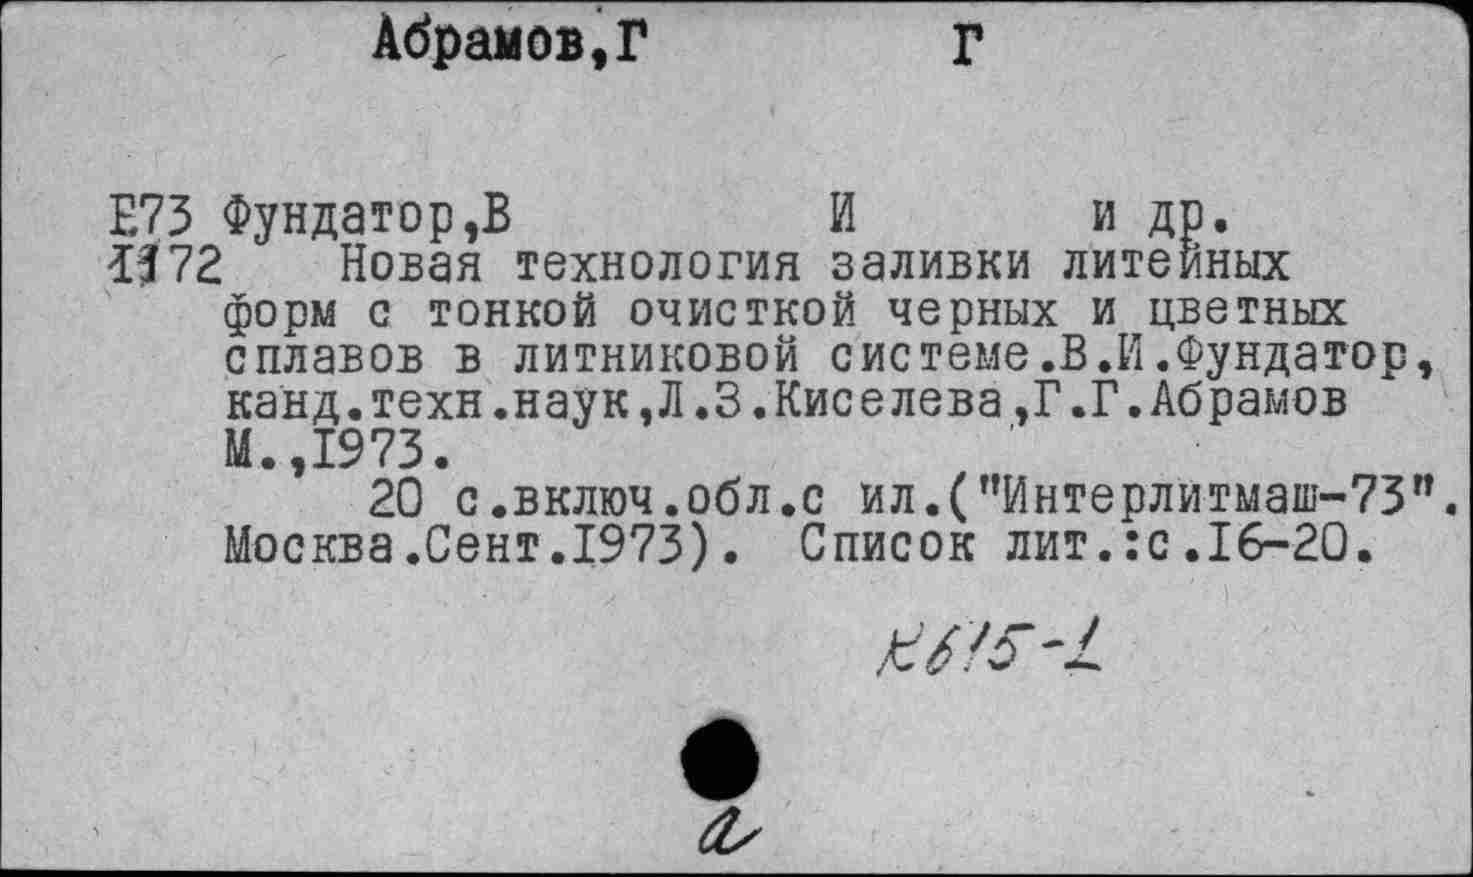 Абрамов,Г Г
Е73 Фундатор,В И и др.
1172 Новая технология заливки литейных
форм с тонкой очисткой черных и цветных
сплавов в литниковой системе.В.И.Фундатор,
канд.техн.наук,Л.З.Киселева,Г.Г.Абрамов
М.,1973.
20 с.включ.обл.с ил.("Интерлитмаш-73".
Москва.Сент.1973). Список лит.:с.16-20.
к615-1